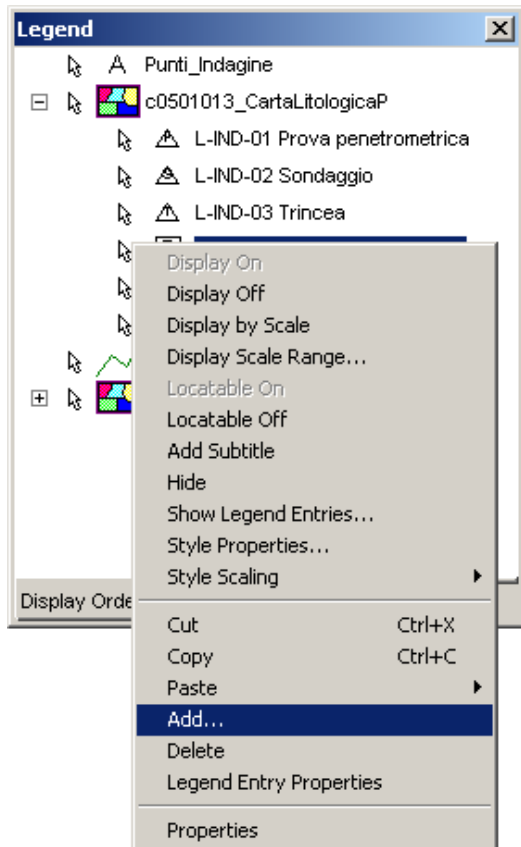 Legend
A Punti_Indagine
c0501013_CartaLitologicaP
L-IND-01 Prova penetrometrica
L-IND-02 Sondaggio
L-IND-03 Trincea
Display On
Display Off
Display by Scale
Display Scale Range...
Locatable On
Locatable Off
Add Subtitle
Hide
Show Legend Entries...
Style Properties...
Style Scaling
Display Orde
Cut Ctrl+X
Copy Ctrl+C
Paste
Add...
Delete
Legend Entry Properties
Properties